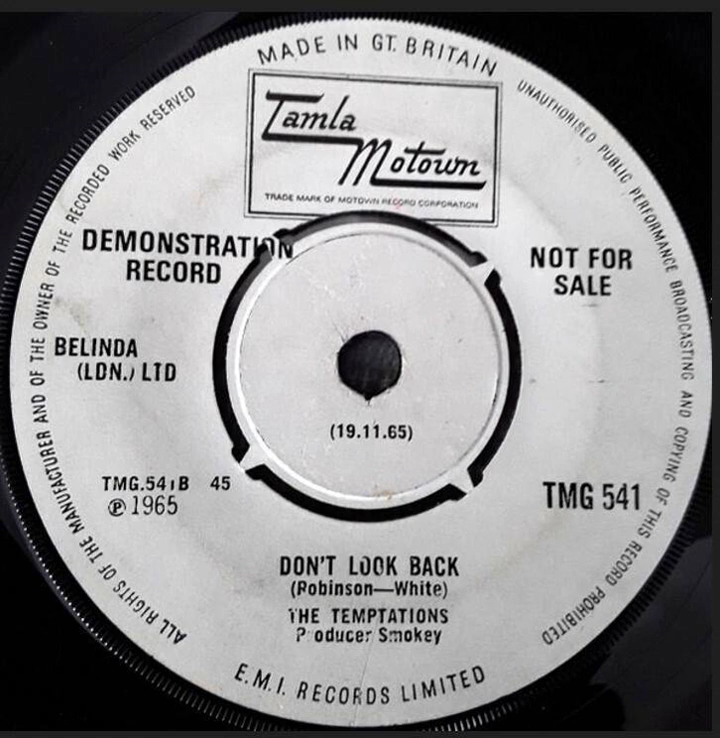 MADE IN GT. BRITAIN
Tamla
Motown
TRADE MARK OF MOTOWN RECORD CORPORATION
DEMONSTRATION
RECORD
NOT FOR
SALE
BELINDA
(LDN.) LTD
(19.11.65)
TMG.541B 45
℗ 1965
TMG 541
DON'T LOOK BACK
(Robinson—White)
THE TEMPTATIONS
Producer Smokey
E.M.I. RECORDS LIMITED
ALL RIGHTS OF THE MANUFACTURER AND OF THE OWNER OF THE RECORDED WORK RESERVED
UNAUTHORISED PUBLIC PERFORMANCE BROADCASTING AND COPYING OF THIS RECORD PROHIBITED